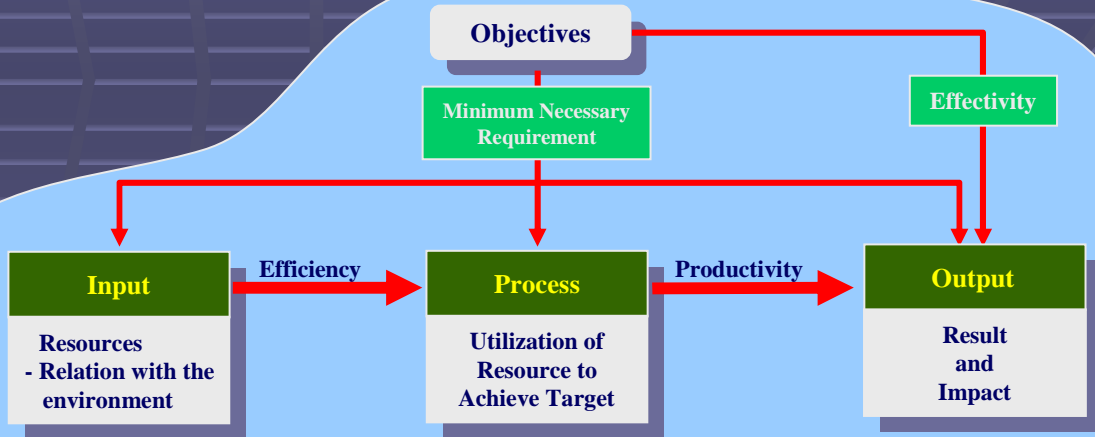 Objectives
Minimum Necessary
Requirement
Effectivity
Efficiency
Productivity
Input
Resources
- Relation with the
environment
Process
Utilization of
Resource to
Achieve Target
Output
Result
and
Impact